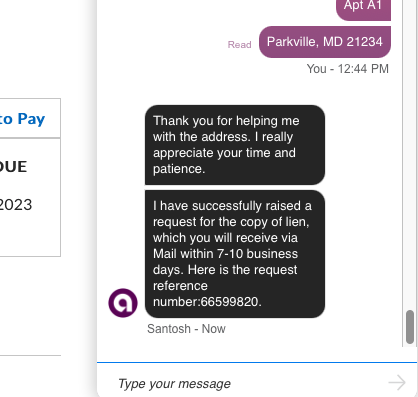 Apt A1
Read
Parkville, MD 21234
You - 12:44 PM
to Pay
DUE
2023
Thank you for helping me
with the address. I really
appreciate your time and
patience.
I have successfully raised a
request for the copy of lien,
which you will receive via
Mail within 7-10 business
days. Here is the request
reference
number:66599820.
a
Santosh - Now
Type your message